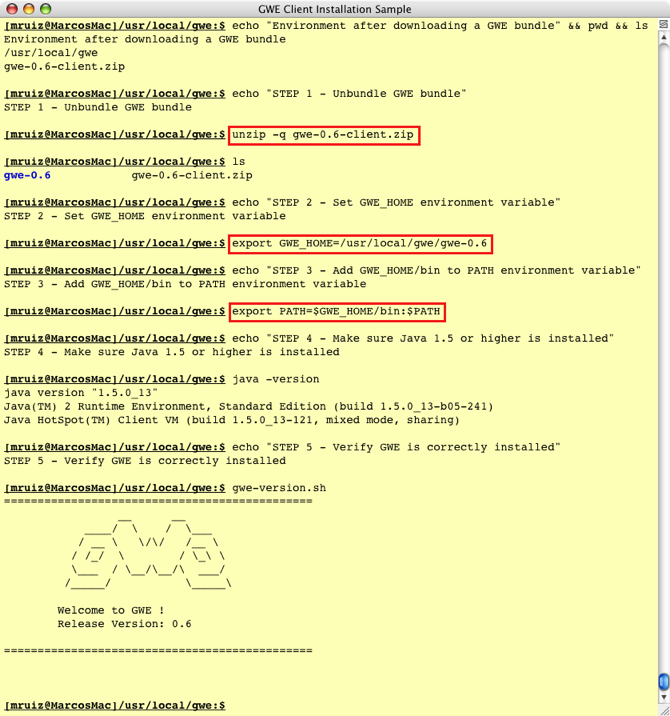 GWE Client Installation Sample
[mruiz@MarcosMac]/usr/local/gwe:$ echo "Environment after downloading a GWE bundle" && pwd && ls
Environment after downloading a GWE bundle
/usr/local/gwe
gwe-0.6-client.zip
[mruiz@MarcosMac]/usr/local/gwe:$ echo "STEP 1 - Unbundle GWE bundle"
STEP 1 - Unbundle GWE bundle
[mruiz@MarcosMac]/usr/local/gwe:$ unzip -q gwe-0.6-client.zip
[mruiz@MarcosMac]/usr/local/gwe:$ ls
gwe-0.6 gwe-0.6-client.zip
[mruiz@MarcosMac]/usr/local/gwe:$ echo "STEP 2 - Set GWE_HOME environment variable"
STEP 2 - Set GWE_HOME environment variable
[mruiz@MarcosMac]/usr/local/gwe:$ export GWE_HOME=/usr/local/gwe/gwe-0.6
[mruiz@MarcosMac]/usr/local/gwe:$ echo "STEP 3 - Add GWE_HOME/bin to PATH environment variable"
STEP 3 - Add GWE_HOME/bin to PATH environment variable
[mruiz@MarcosMac]/usr/local/gwe:$ export PATH=$GWE_HOME/bin:$PATH
[mruiz@MarcosMac]/usr/local/gwe:$ echo "STEP 4 - Make sure Java 1.5 or higher is installed"
STEP 4 - Make sure Java 1.5 or higher is installed
[mruiz@MarcosMac]/usr/local/gwe:$ java -version
java version "1.5.0_13"
Java(TM) 2 Runtime Environment, Standard Edition (build 1.5.0_13-b05-241)
Java HotSpot(TM) Client VM (build 1.5.0_13-121, mixed mode, sharing)
[mruiz@MarcosMac]/usr/local/gwe:$ echo "STEP 5 - Verify GWE is correctly installed"
STEP 5 - Verify GWE is correctly installed
[mruiz@MarcosMac]/usr/local/gwe:$ gwe-version.sh
==============================================
Welcome to GWE !
Release Version: 0.6
==============================================
[mruiz@MarcosMac]/usr/local/gwe:$